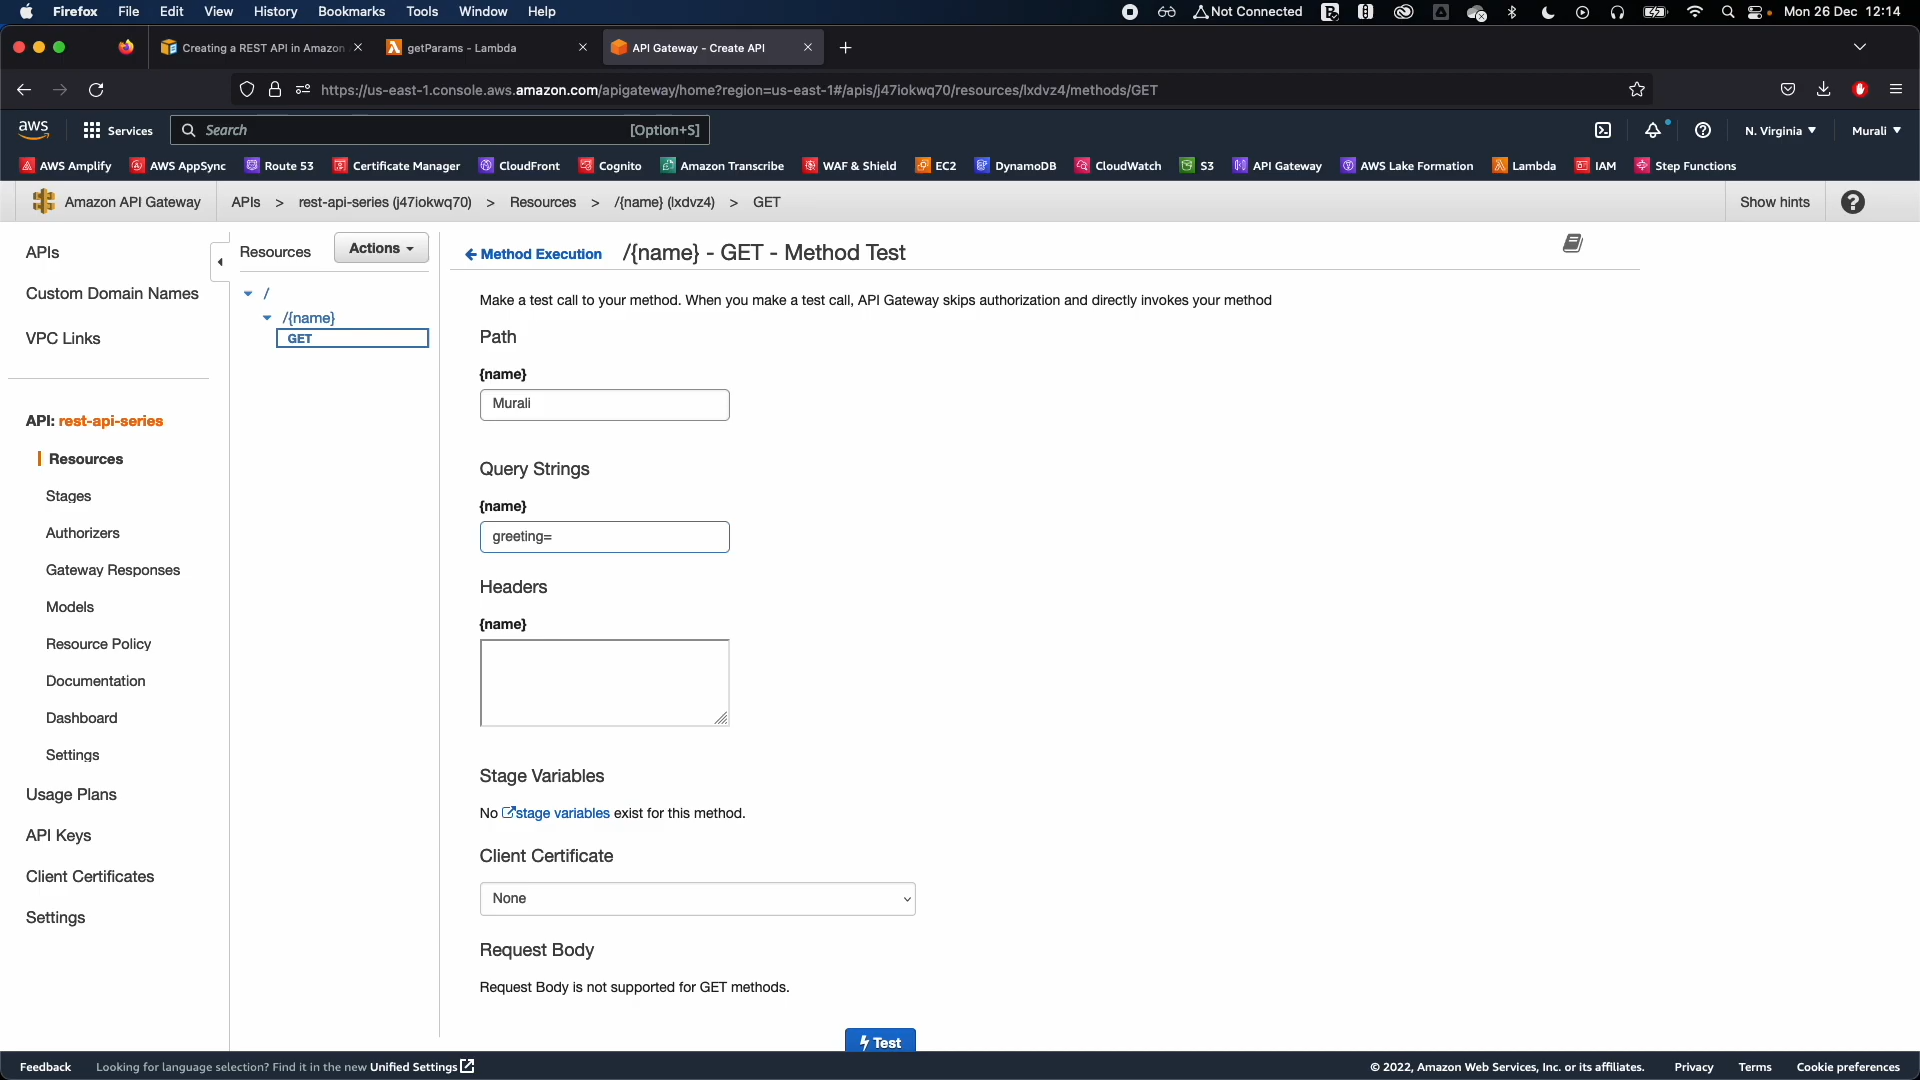 Firefox File Edit View History Bookmarks Tools Window Help Not Connected Mon 26 Dec 12:14
Creating a REST API in Amazon getParams - Lambda API Gateway - Create API
https://us-east-1.console.aws.amazon.com/apigateway/home?region=us-east-1#/apis/j47iokwq70/resources/lxdvz4/methods/GET
aws Services Search [Option+S] N. Virginia Murali
AWS Amplify AWS AppSync Route 53 Certificate Manager CloudFront Cognito Amazon Transcribe WAF & Shield EC2 DynamoDB CloudWatch S3 API Gateway AWS Lake Formation Lambda IAM Step Functions
Amazon API Gateway APIs > rest-api-series (j47iokwq70) > Resources > /{name} (lxdvz4) > GET Show hints
APIs
Custom Domain Names
VPC Links
API: rest-api-series
Resources
Stages
Authorizers
Gateway Responses
Models
Resource Policy
Documentation
Dashboard
Settings
Usage Plans
API Keys
Client Certificates
Settings
Resources Actions
/
/{name}
GET
Method Execution /{name} - GET - Method Test
Make a test call to your method. When you make a test call, API Gateway skips authorization and directly invokes your method
Path
{name}
Murali
Query Strings
{name}
greeting=
Headers
{name}
Stage Variables
No stage variables exist for this method.
Client Certificate
None
Request Body
Request Body is not supported for GET methods.
Test
Feedback Looking for language selection? Find it in the new Unified Settings © 2022, Amazon Web Services, Inc. or its affiliates. Privacy Terms Cookie preferences